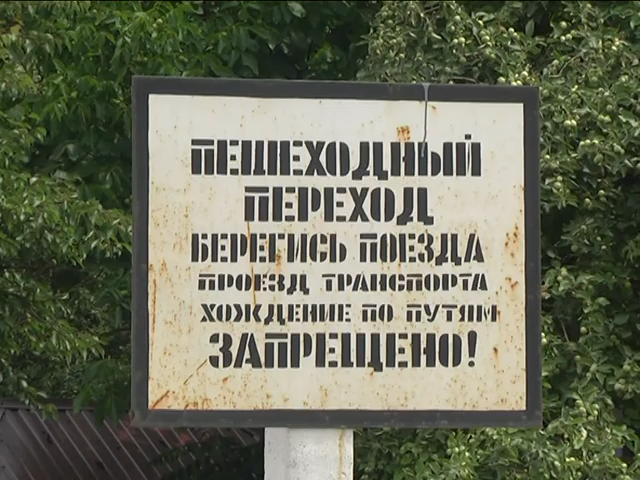 ПЕШЕХОДНЫЙ
ПЕРЕХОД
БЕРЕГИСЬ ПОЕЗДА
ПРОЕЗД ТРАНСПОРТА
ХОЖДЕНИЕ ПО ПУТЯМ
ЗАПРЕЩЕНО!